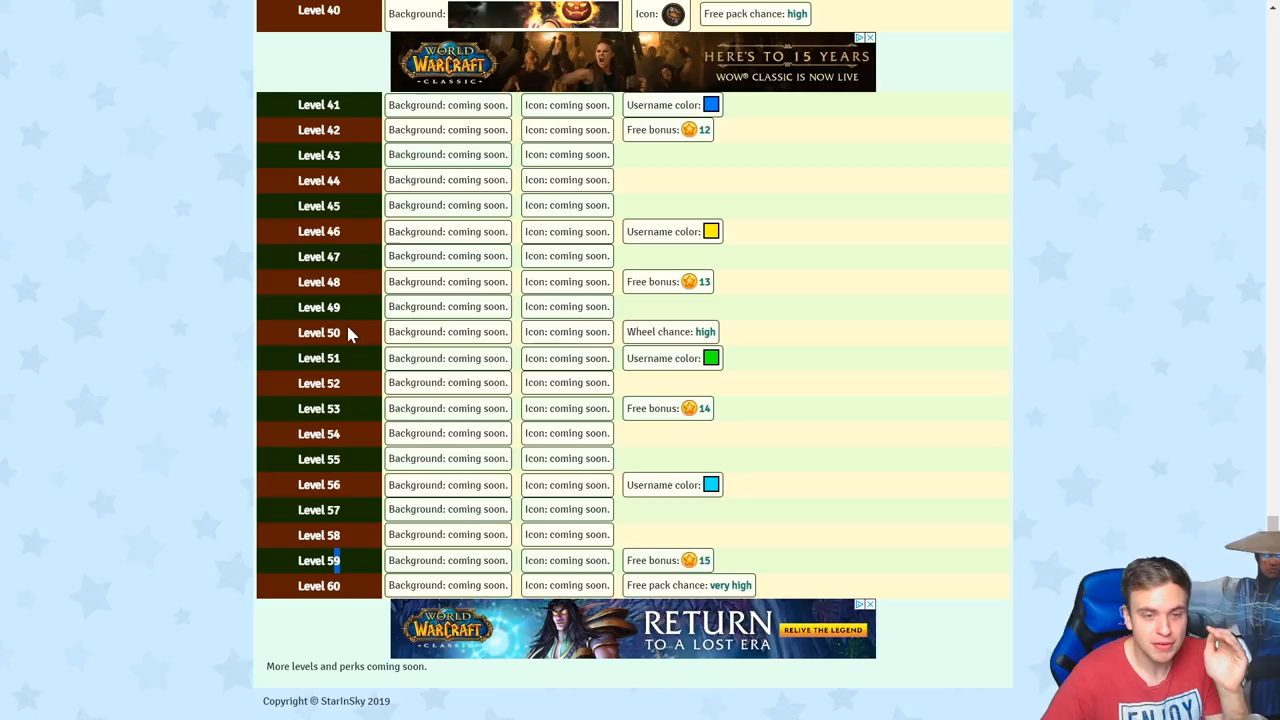 Level 40 Background: Icon: Free pack chance: high
WORLD WARCRAFT CLASSIC
HERE'S TO 15 YEARS
WOW® CLASSIC IS NOW LIVE
Level 41 Background: coming soon. Icon: coming soon. Username color:
Level 42 Background: coming soon. Icon: coming soon. Free bonus: 12
Level 43 Background: coming soon. Icon: coming soon.
Level 44 Background: coming soon. Icon: coming soon.
Level 45 Background: coming soon. Icon: coming soon.
Level 46 Background: coming soon. Icon: coming soon. Username color:
Level 47 Background: coming soon. Icon: coming soon.
Level 48 Background: coming soon. Icon: coming soon. Free bonus: 13
Level 49 Background: coming soon. Icon: coming soon.
Level 50 Background: coming soon. Icon: coming soon. Wheel chance: high
Level 51 Background: coming soon. Icon: coming soon. Username color:
Level 52 Background: coming soon. Icon: coming soon.
Level 53 Background: coming soon. Icon: coming soon. Free bonus: 14
Level 54 Background: coming soon. Icon: coming soon.
Level 55 Background: coming soon. Icon: coming soon.
Level 56 Background: coming soon. Icon: coming soon. Username color:
Level 57 Background: coming soon. Icon: coming soon.
Level 58 Background: coming soon. Icon: coming soon.
Level 59 Background: coming soon. Icon: coming soon. Free bonus: 15
Level 60 Background: coming soon. Icon: coming soon. Free pack chance: very high
WORLD WARCRAFT CLASSIC
RETURN
TO A LOST ERA
RELIVE THE LEGEND
More levels and perks coming soon.
Copyright © StarInSky 2019
ENJOY